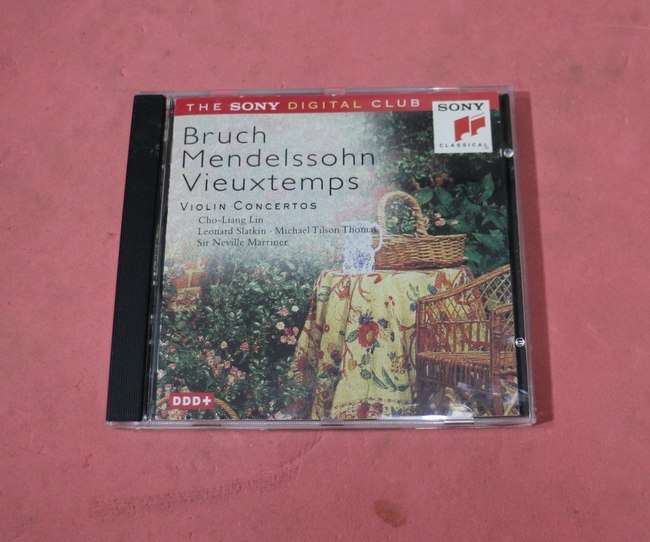 THE SONY DIGITAL CLUB
SONY
CLASSICAL
Bruch
Mendelssohn
Vieuxtemps
VIOLIN CONCERTOS
Cho-Liang Lin
Leonard Slatkin · Michael Tilson Thomas
Sir Neville Marriner
DDD+